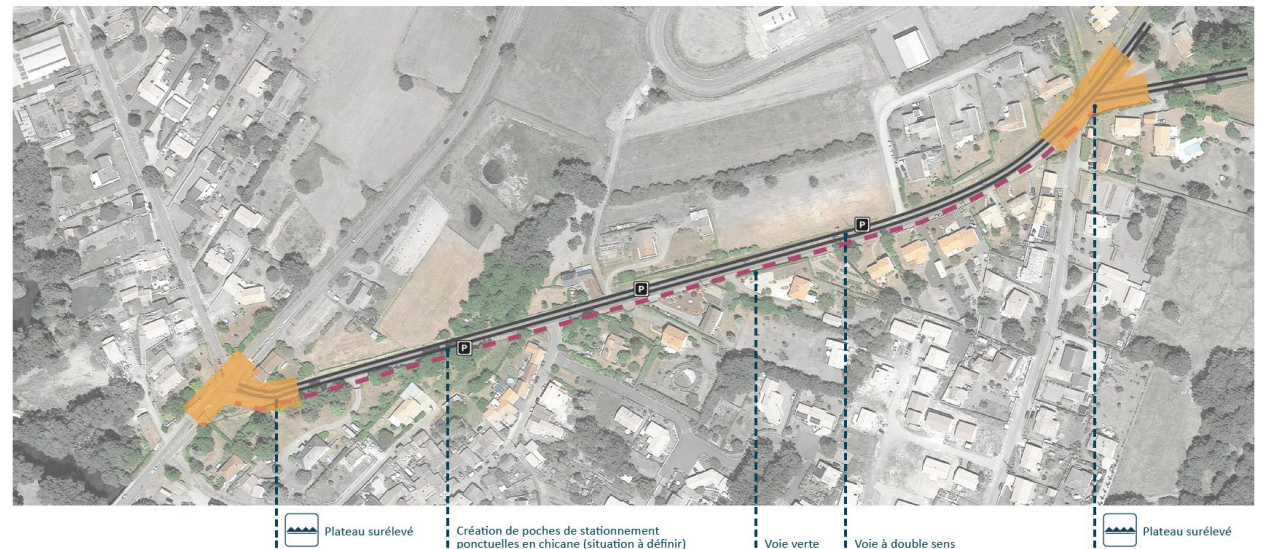 P
P
P
Plateau surélevé
Création de poches de stationnement
ponctuelles en chicane (situation à définir)
Voie verte
Voie à double sens
Plateau surélevé